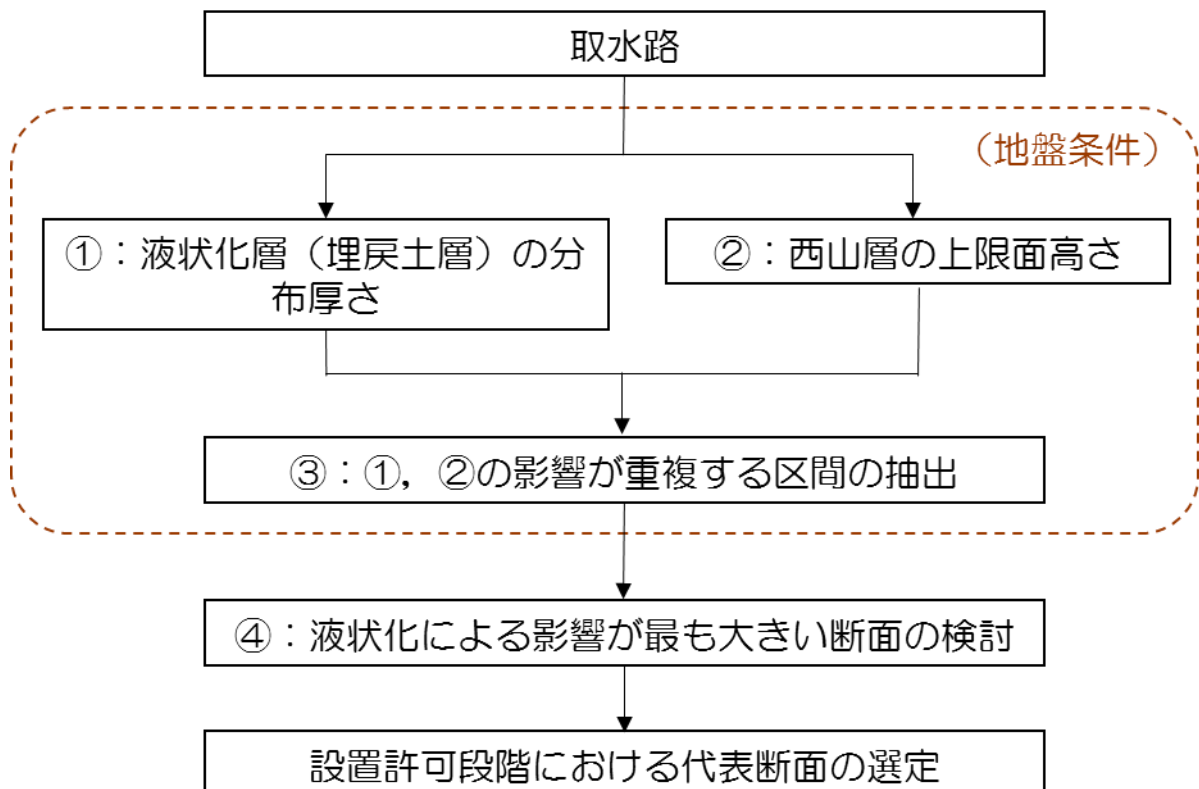 取水路
（地盤条件）
①：液状化層（埋戻土層）の分
布厚さ
②：西山層の上限面高さ
③：①，②の影響が重複する区間の抽出
④：液状化による影響が最も大きい断面の検討
設置許可段階における代表断面の選定